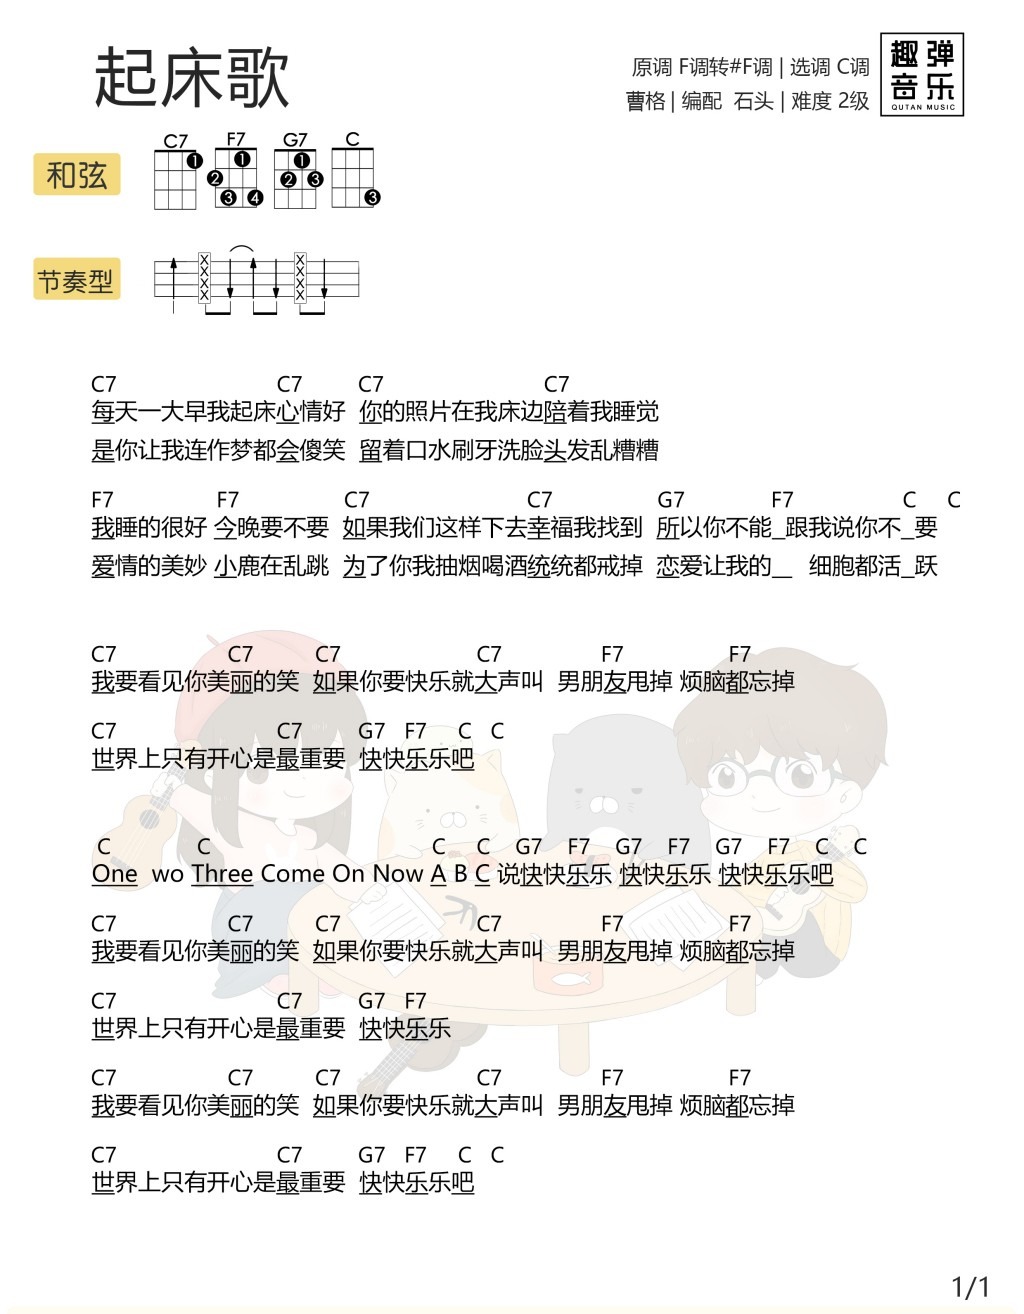 起床歌
原调 F调转#F调 | 选调 C调
曹格 | 编配 石头 | 难度 2级
趣弹
音乐
QUTAN MUSIC
和弦
C7 F7 G7 C
1 1 2 3 4 1 2 3 3
节奏型
X X
X X
X X
X X
C7 C7 C7 C7
每天一大早我起床心情好 你的照片在我床边陪着我睡觉
是你让我连作梦都会傻笑 留着口水刷牙洗脸头发乱糟糟
F7 F7 C7 C7 G7 F7 C C
我睡的很好 今晚要不要 如果我们这样下去幸福我找到 所以你不能_跟我说你不_要
爱情的美妙 小鹿在乱跳 为了你我抽烟喝酒统统都戒掉 恋爱让我的_ 细胞都活_跃
C7 C7 C7 C7 F7 F7
我要看见你美丽的笑 如果你要快乐就大声叫 男朋友甩掉 烦脑都忘掉
C7 C7 G7 F7 C C
世界上只有开心是最重要 快快乐乐吧
C C C C G7 F7 G7 F7 G7 F7 C C
One wo Three Come On Now A B C 说快快乐乐 快快乐乐 快快乐乐吧
C7 C7 C7 C7 F7 F7
我要看见你美丽的笑 如果你要快乐就大声叫 男朋友甩掉 烦脑都忘掉
C7 C7 G7 F7
世界上只有开心是最重要 快快乐乐
C7 C7 C7 C7 F7 F7
我要看见你美丽的笑 如果你要快乐就大声叫 男朋友甩掉 烦脑都忘掉
C7 C7 G7 F7 C C
世界上只有开心是最重要 快快乐乐吧
1/1